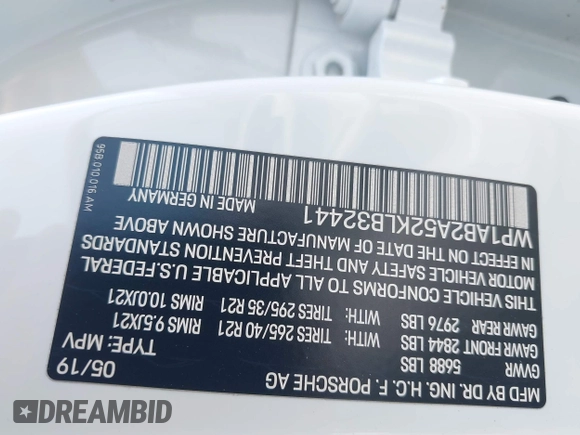 MFD BY DR. ING. H.C. F. PORSCHE AG
05/19
GVWR
5688 LBS
TYPE: MPV
GAWR FRONT 2844 LBS WITH: TIRES 265/40 R21 RIMS 9.5JX21
GAWR REAR 2976 LBS WITH: TIRES 295/35 R21 RIMS 10.0JX21
THIS VEHICLE CONFORMS TO ALL APPLICABLE U.S.FEDERAL
MOTOR VEHICLE SAFETY AND THEFT PREVENTION STANDARDS
IN EFFECT ON THE DATE OF MANUFACTURE SHOWN ABOVE
WP1AB2A52KLB32441
MADE IN GERMANY
95B.010.016 AM
DREAMBID